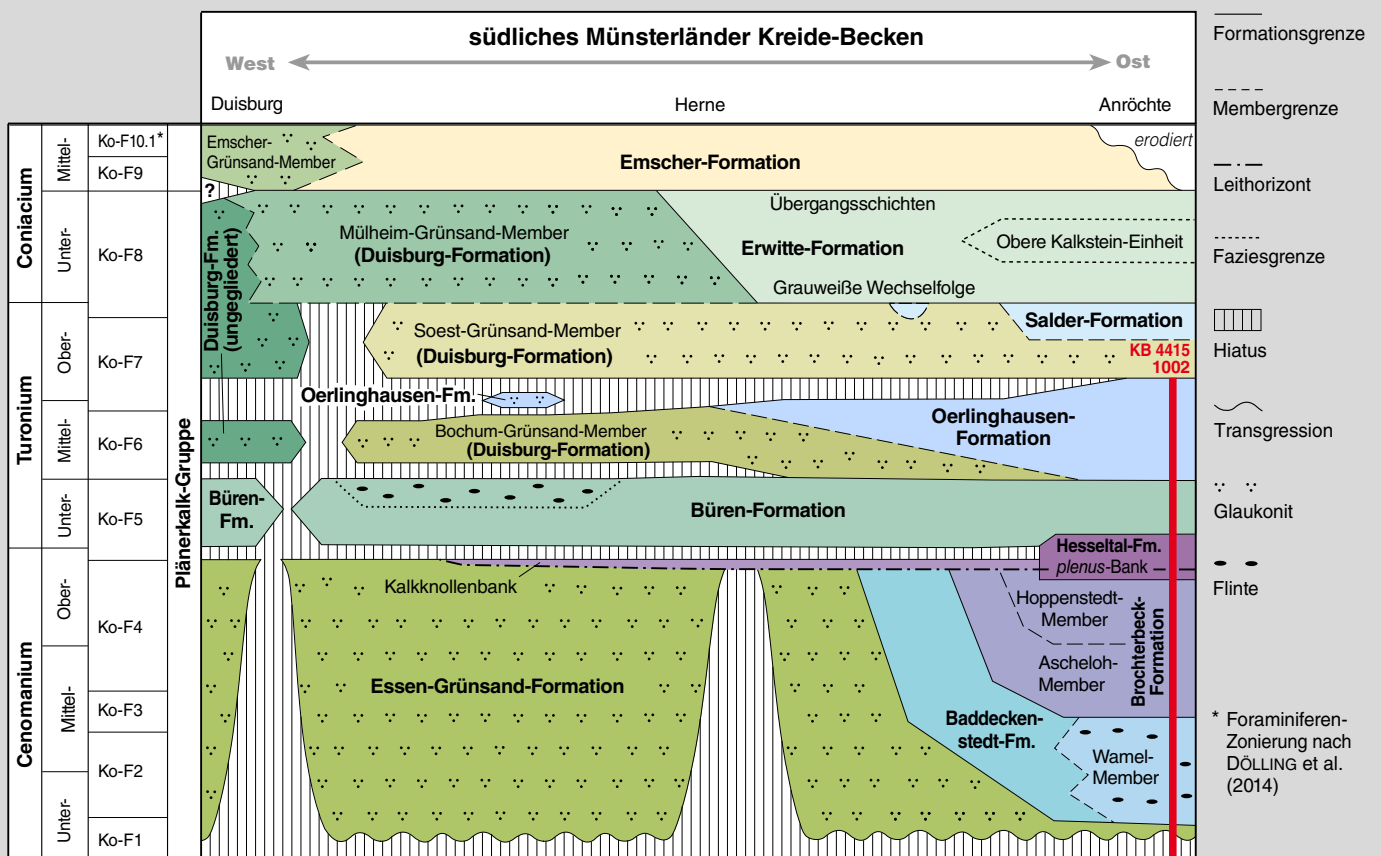 südliches Münsterländer Kreide-Becken
West
Ost
Duisburg
Herne
Anröchte
Coniacium
Mittel-
Unter-
Turonium
Ober-
Mittel-
Unter-
Cenomanium
Ober-
Mittel-
Unter-
Ko-F10.1*
Ko-F9
Ko-F8
Ko-F7
Ko-F6
Ko-F5
Ko-F4
Ko-F3
Ko-F2
Ko-F1
Plänerkalk-Gruppe
Emscher-
Grünsand-Member
Emscher-Formation
erodiert
?
Duisburg-Fm.
(ungegliedert)
Mülheim-Grünsand-Member
(Duisburg-Formation)
Übergangsschichten
Erwitte-Formation
Obere Kalkstein-Einheit
Grauweiße Wechselfolge
Soest-Grünsand-Member
(Duisburg-Formation)
Salder-Formation
KB 4415
1002
Oerlinghausen-Fm.
Bochum-Grünsand-Member
(Duisburg-Formation)
Oerlinghausen-
Formation
Büren-
Fm.
Büren-Formation
Hesseltal-Fm.
plenus-Bank
Kalkknollenbank
Hoppenstedt-
Member
Ascheloh-
Member
Brochterbeck-
Formation
Essen-Grünsand-Formation
Baddecken-
stedt-Fm.
Wamel-
Member
Formationsgrenze
Membergrenze
Leithorizont
Faziesgrenze
Hiatus
Transgression
Glaukonit
Flinte
* Foraminiferen-
Zonierung nach
DÖLLING et al.
(2014)